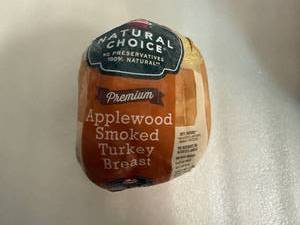 NATURAL
CHOICE
NO PRESERVATIVES
100% NATURAL**
Premium
Applewood
Smoked
Turkey
Breast